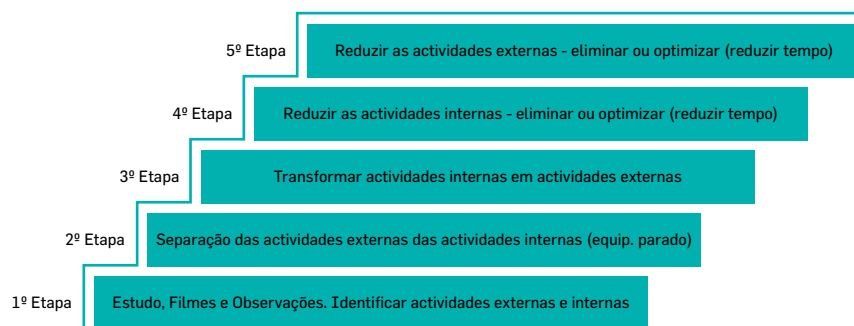 5º Etapa
Reduzir as actividades externas - eliminar ou optimizar (reduzir tempo)
4º Etapa
Reduzir as actividades internas - eliminar ou optimizar (reduzir tempo)
3º Etapa
Transformar actividades internas em actividades externas
2º Etapa
Separação das actividades externas das actividades internas (equip. parado)
1º Etapa
Estudo, Filmes e Observações. Identificar actividades externas e internas